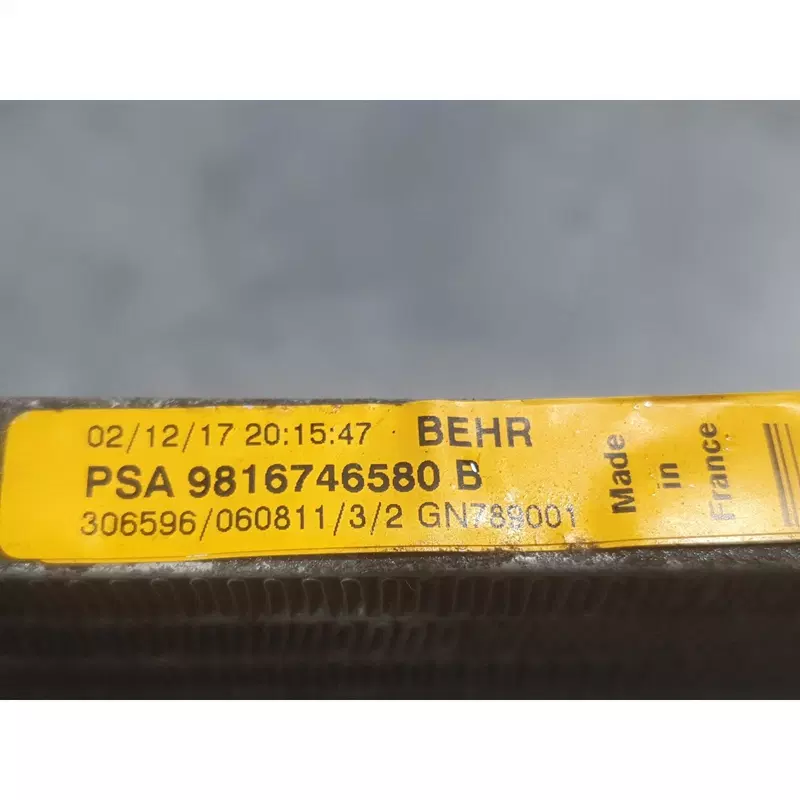 02/12/17 20:15:47 BEHR
PSA 9816746580 B
306596/060811/3/2 GN789001
Made
in
France